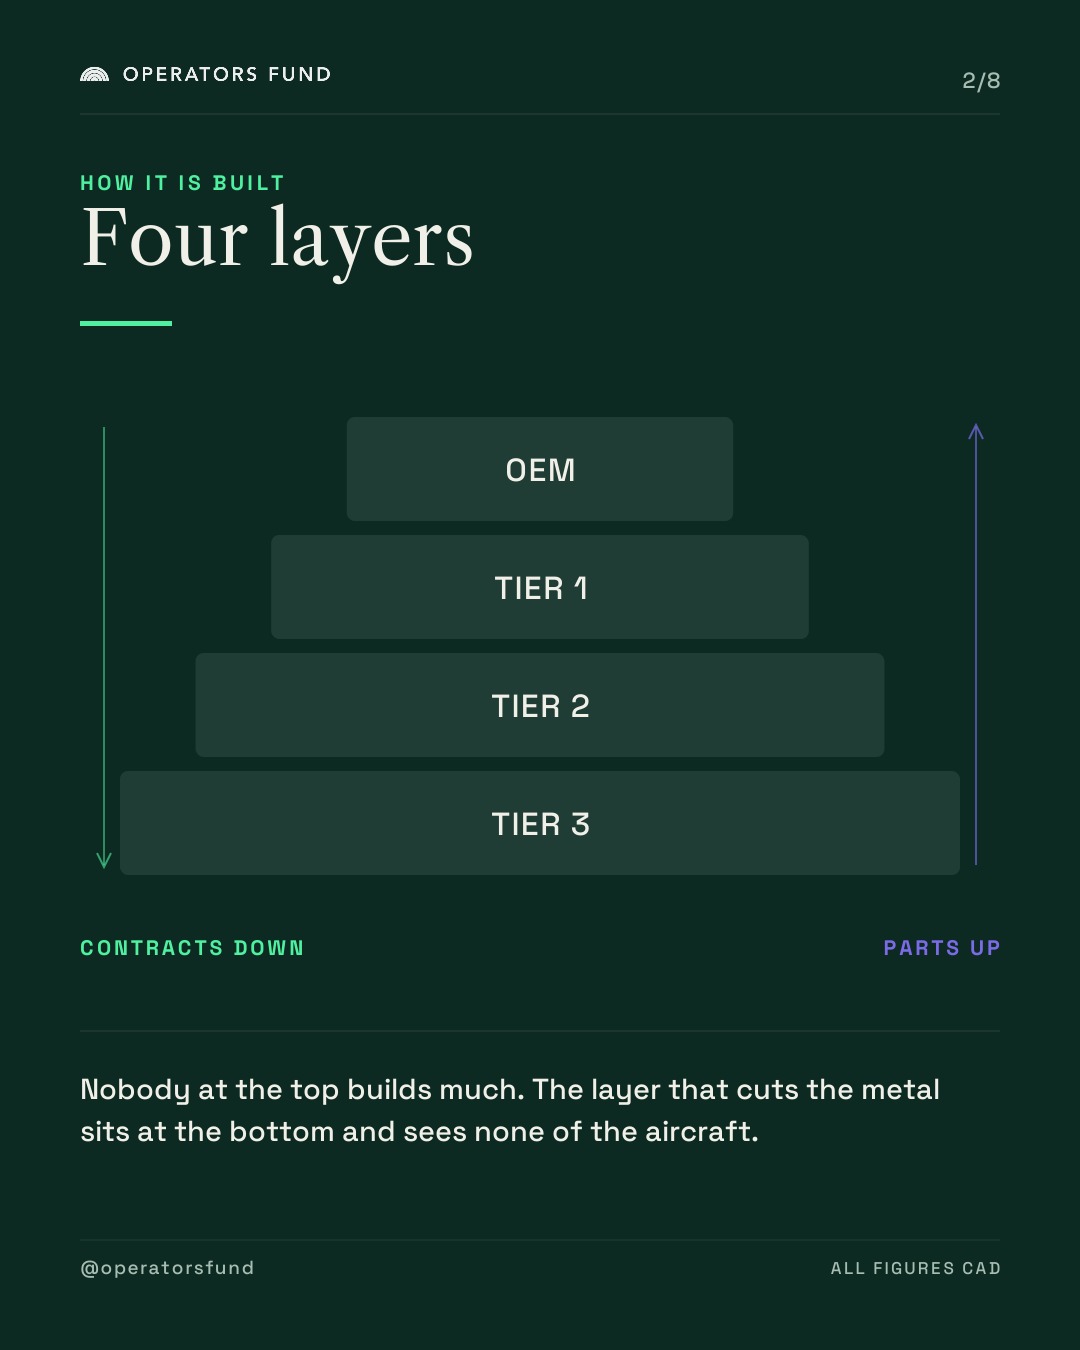 OPERATORS FUND
2/8
HOW IT IS BUILT
Four layers
OEM
TIER 1
TIER 2
TIER 3
CONTRACTS DOWN
PARTS UP
Nobody at the top builds much. The layer that cuts the metal
sits at the bottom and sees none of the aircraft.
@operatorsfund
ALL FIGURES CAD